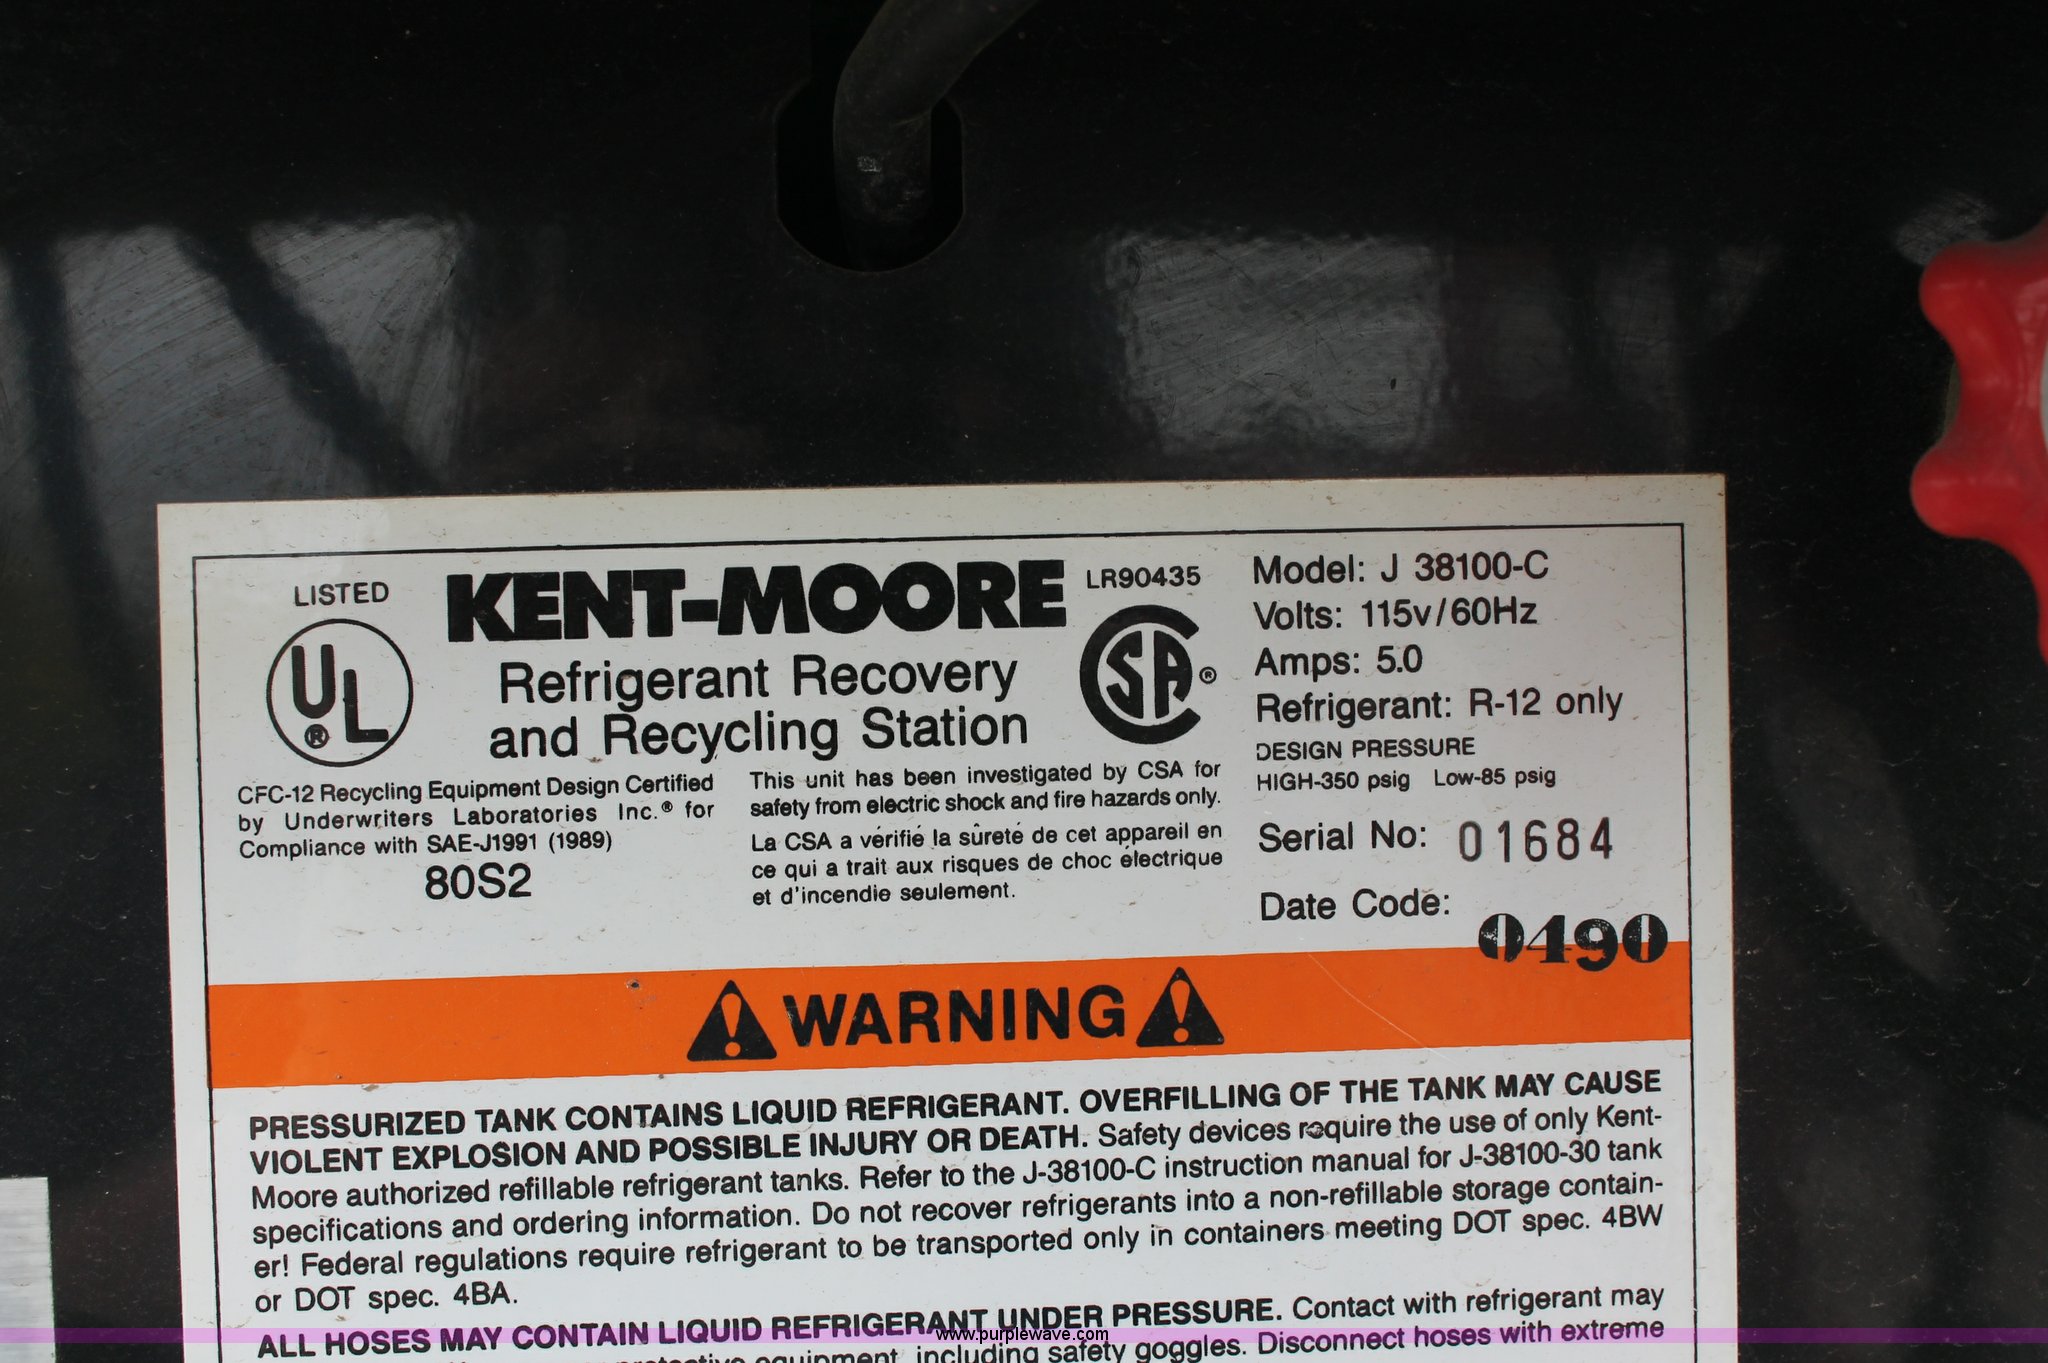 LISTED
UL
®
KENT-MOORE
Refrigerant Recovery
and Recycling Station
LR90435
CSA
®
Model: J 38100-C
Volts: 115v/60Hz
Amps: 5.0
Refrigerant: R-12 only
DESIGN PRESSURE
HIGH-350 psig Low-85 psig
Serial No: 01684
Date Code: 0490
CFC-12 Recycling Equipment Design Certified
by Underwriters Laboratories Inc.® for
Compliance with SAE-J1991 (1989)
80S2
This unit has been investigated by CSA for
safety from electric shock and fire hazards only.
La CSA a vérifié la sûreté de cet appareil en
ce qui a trait aux risques de choc électrique
et d'incendie seulement.
WARNING
PRESSURIZED TANK CONTAINS LIQUID REFRIGERANT. OVERFILLING OF THE TANK MAY CAUSE
VIOLENT EXPLOSION AND POSSIBLE INJURY OR DEATH. Safety devices require the use of only Kent-
Moore authorized refillable refrigerant tanks. Refer to the J-38100-C instruction manual for J-38100-30 tank
specifications and ordering information. Do not recover refrigerants into a non-refillable storage contain-
er! Federal regulations require refrigerant to be transported only in containers meeting DOT spec. 4BW
or DOT spec. 4BA.
ALL HOSES MAY CONTAIN LIQUID REFRIGERANT UNDER PRESSURE. Contact with refrigerant may
protective equipment, including safety goggles. Disconnect hoses with extreme
www.purplewave.com